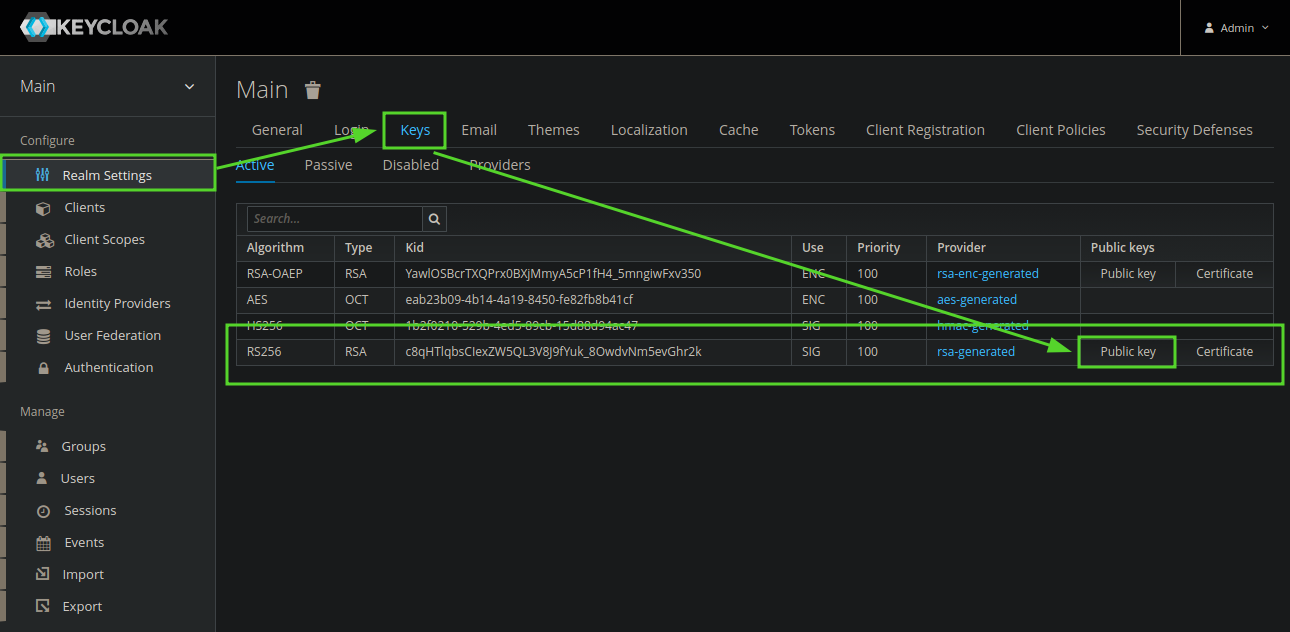 KEYCLOAK
Admin
Main
Configure
Realm Settings
Clients
Client Scopes
Roles
Identity Providers
User Federation
Authentication
Manage
Groups
Users
Sessions
Events
Import
Export
Main
General Login Keys Email Themes Localization Cache Tokens Client Registration Client Policies Security Defenses
Active Passive Disabled Providers
Search...
Algorithm Type Kid Use Priority Provider Public keys
RSA-OAEP RSA YawlOSBcrTXQPrx0BXjMmyA5cP1fH4_5mngiwFxv350 ENC 100 rsa-enc-generated Public key Certificate
AES OCT eab23b09-4b14-4a19-8450-fe82fb8b41cf ENC 100 aes-generated
HS256 OCT 1b2f0210-529b-4ed5-89cb-15d88d94ac47 SIG 100 hmac-generated
RS256 RSA c8qHTlqbsCIexZW5QL3V8J9fYuk_8OwdvNm5evGhr2k SIG 100 rsa-generated Public key Certificate